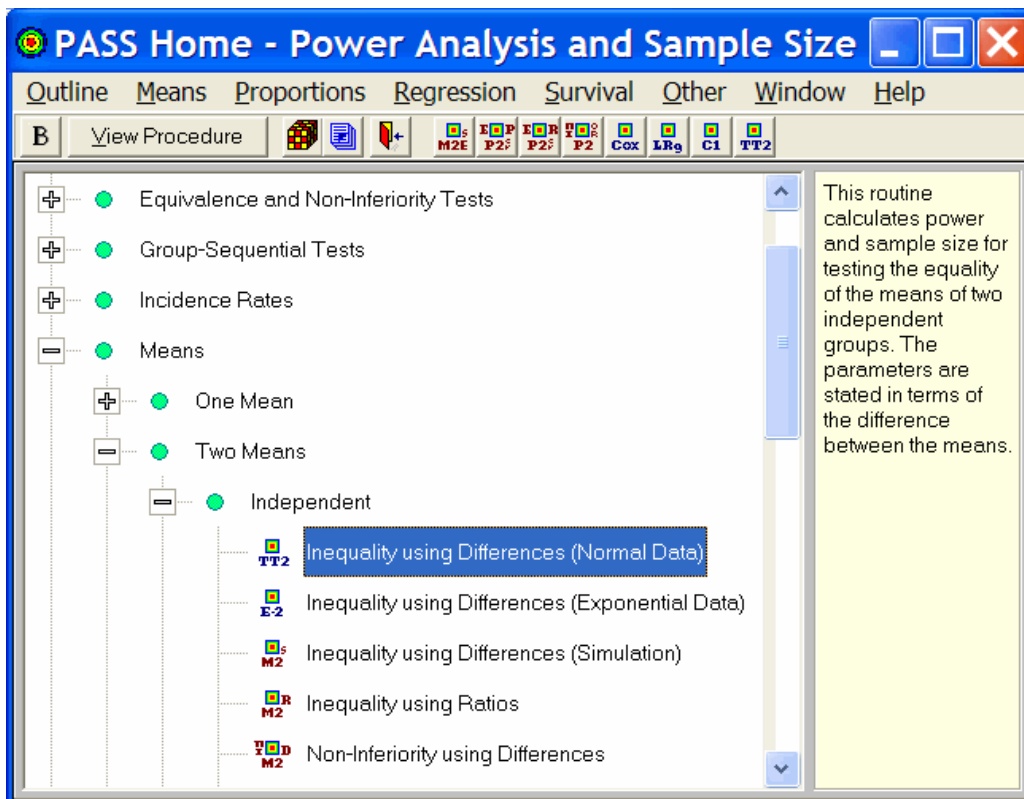 PASS Home - Power Analysis and Sample Size
Outline Means Proportions Regression Survival Other Window Help
B View Procedure M2E S P2 P2 P2 Cox LRg C1 TT2
Equivalence and Non-Inferiority Tests
Group-Sequential Tests
Incidence Rates
Means
One Mean
Two Means
Independent
TT2 Inequality using Differences (Normal Data)
E-2 Inequality using Differences (Exponential Data)
M2 S Inequality using Differences (Simulation)
M2 R Inequality using Ratios
M2 D Non-Inferiority using Differences
This routine
calculates power
and sample size for
testing the equality
of the means of two
independent
groups. The
parameters are
stated in terms of
the difference
between the means.